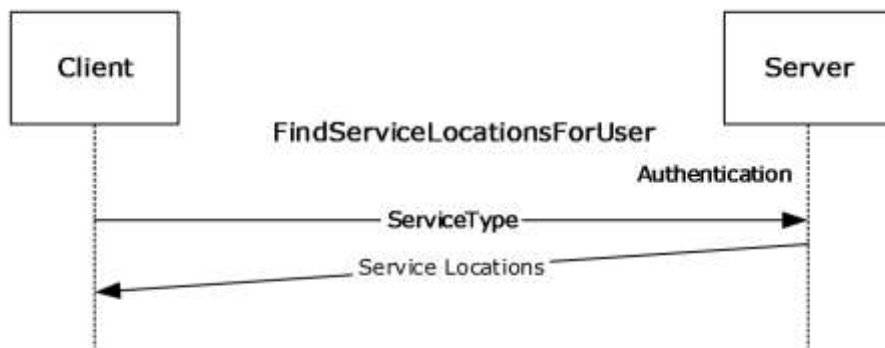 Client
Server
FindServiceLocationsForUser
Authentication
ServiceType
Service Locations